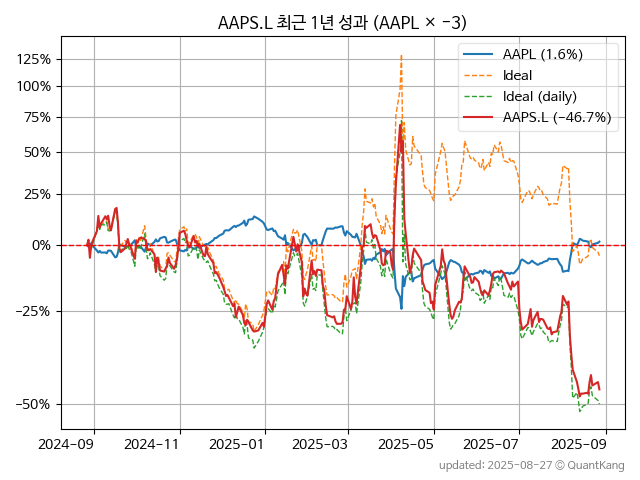 AAPS.L 최근 1년 성과 (AAPL × −3)
AAPL (1.6%)
Ideal
Ideal (daily)
AAPS.L (−46.7%)
125%
100%
75%
50%
25%
0%
−25%
−50%
2024-09
2024-11
2025-01
2025-03
2025-05
2025-07
2025-09
updated: 2025-08-27 © QuantKang